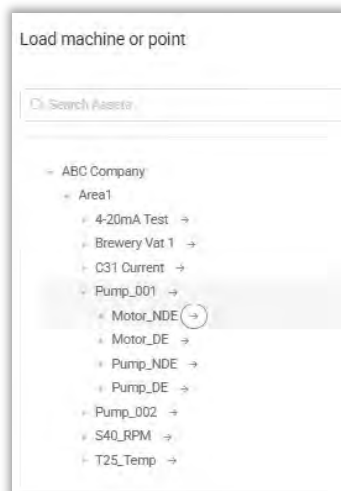 Load machine or point
Search Assets
ABC Company
Area1
4-20mA Test →
Brewery Vat 1 →
C31 Current →
Pump_001 →
Motor_NDE →
Motor_DE →
Pump_NDE →
Pump_DE →
Pump_002 →
S40_RPM →
T25_Temp →